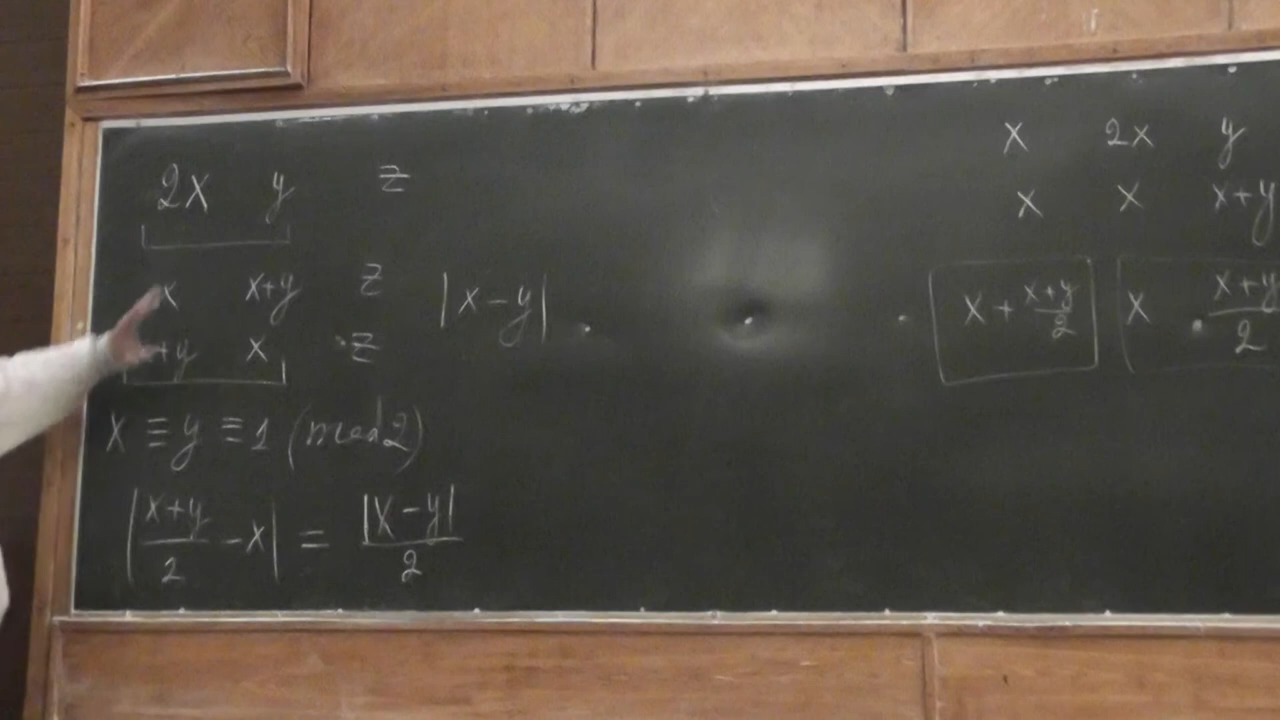 2x y z
x x+y z |x-y|
+y x z
x ≡ y ≡ 1 (mod 2)
|(x+y)/2 - x| = |x-y|/2
x 2x y
x x x+y
x + (x+y)/2 x (x+y)/2